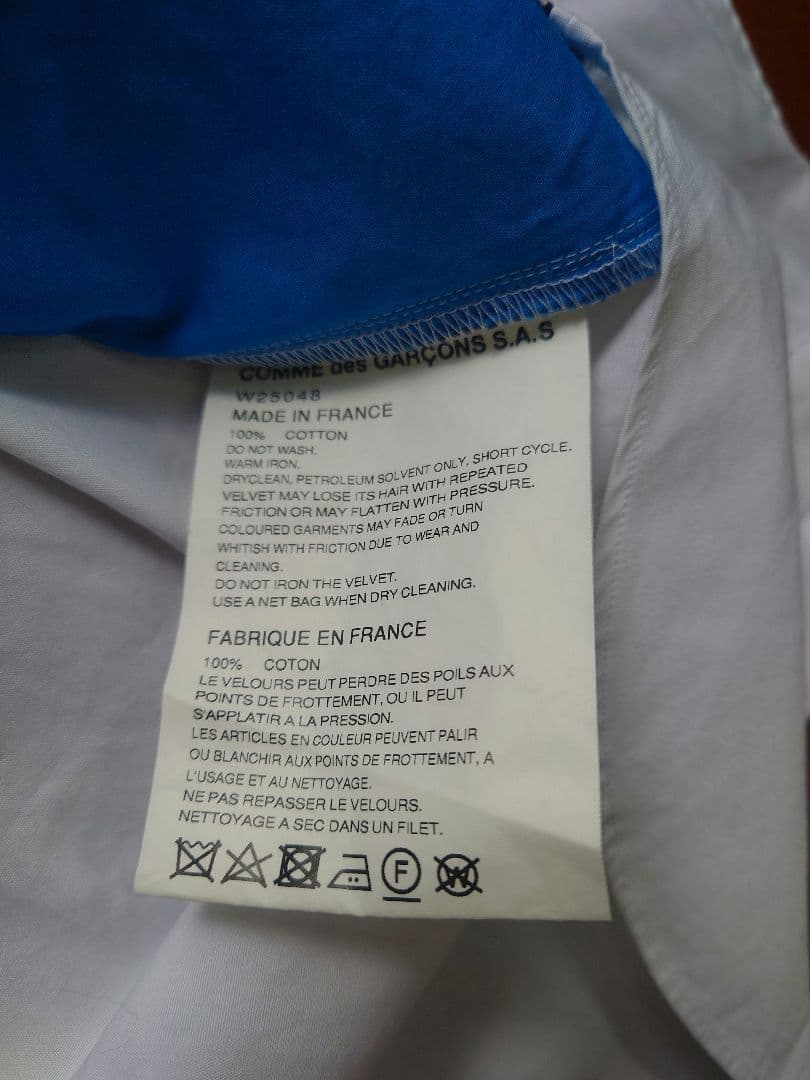 COMME des GARÇONS S.A.S
W25048
MADE IN FRANCE
100% COTTON
DO NOT WASH.
WARM IRON.
DRYCLEAN, PETROLEUM SOLVENT ONLY, SHORT CYCLE.
VELVET MAY LOSE ITS HAIR WITH REPEATED
FRICTION OR MAY FLATTEN WITH PRESSURE.
COLOURED GARMENTS MAY FADE OR TURN
WHITISH WITH FRICTION DUE TO WEAR AND
CLEANING.
DO NOT IRON THE VELVET.
USE A NET BAG WHEN DRY CLEANING.
FABRIQUE EN FRANCE
100% COTON
LE VELOURS PEUT PERDRE DES POILS AUX
POINTS DE FROTTEMENT, OU IL PEUT
S'APPLATIR A LA PRESSION.
LES ARTICLES EN COULEUR PEUVENT PALIR
OU BLANCHIR AUX POINTS DE FROTTEMENT, A
L'USAGE ET AU NETTOYAGE.
NE PAS REPASSER LE VELOURS.
NETTOYAGE A SEC DANS UN FILET.
F W